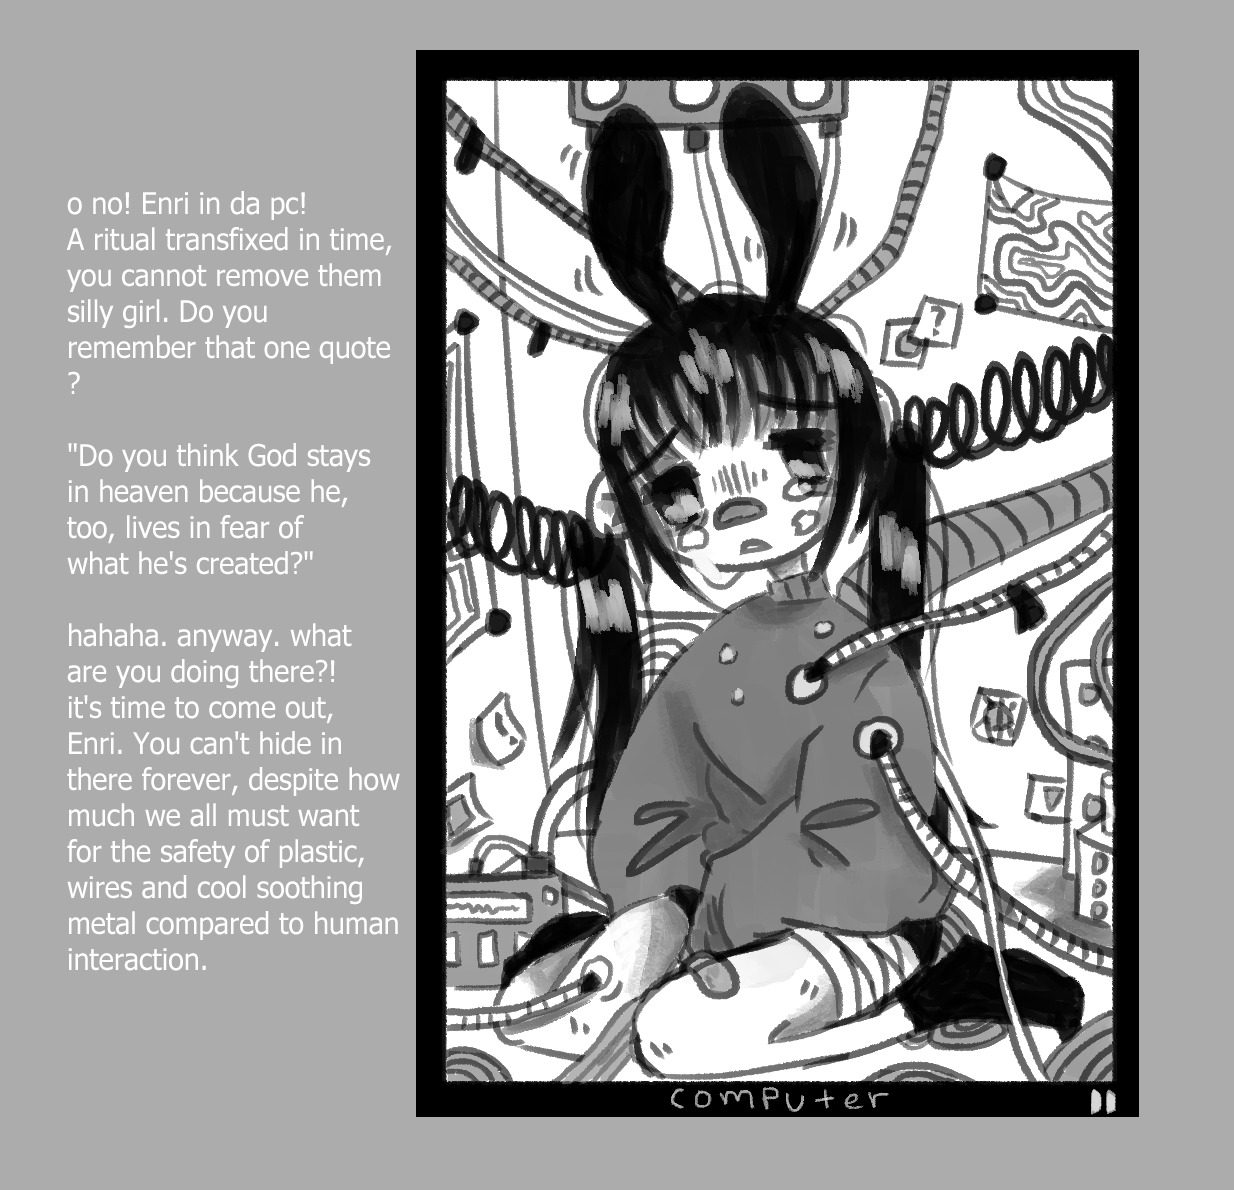 o no! Enri in da pc!
A ritual transfixed in time,
you cannot remove them
silly girl. Do you
remember that one quote
?
"Do you think God stays
in heaven because he,
too, lives in fear of
what he's created?"
hahaha. anyway. what
are you doing there?!
it's time to come out,
Enri. You can't hide in
there forever, despite how
much we all must want
for the safety of plastic,
wires and cool soothing
metal compared to human
interaction.
?
computer